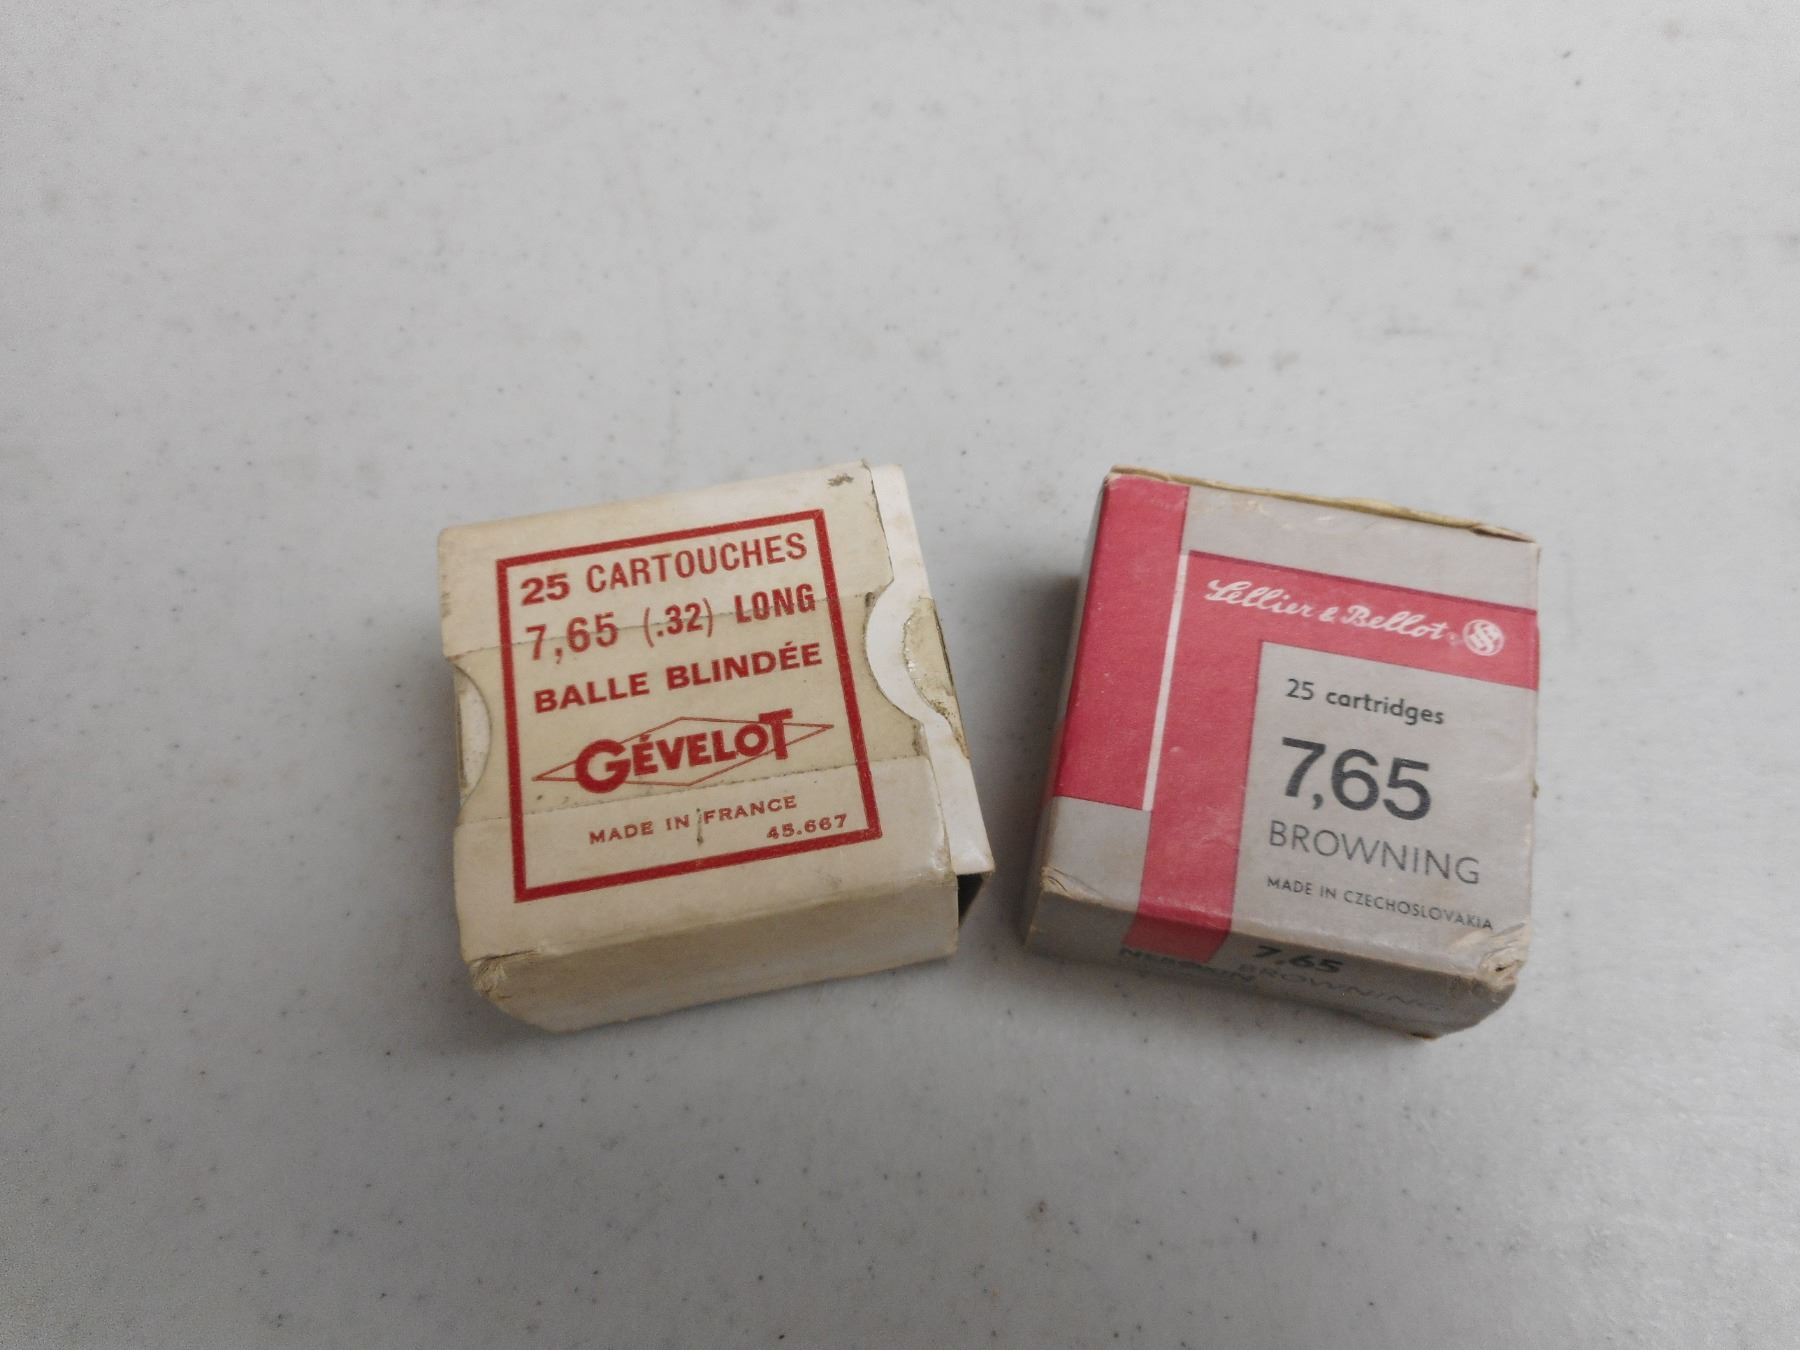 25 CARTOUCHES
7,65 (.32) LONG
BALLE BLINDÉE
GÉVELOT
MADE IN FRANCE
45.667
Sellier & Bellot
25 cartridges
7,65
BROWNING
MADE IN CZECHOSLOVAKIA
7.65
BROWNING